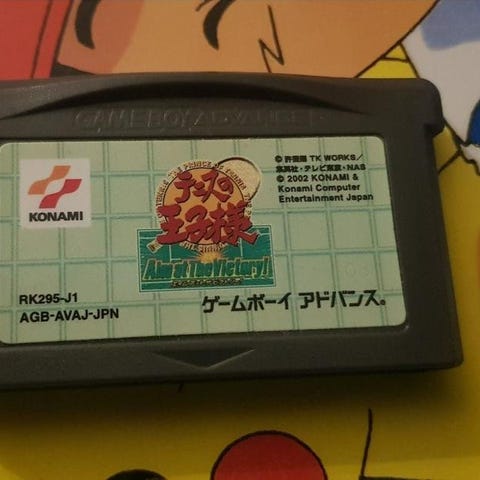 GAMEBOY ADVANCE
KONAMI
テニスの
王子様
Aim at The Victory!
© 許斐剛 TK WORKS/
集英社・テレビ東京・NAS
© 2002 KONAMI &
Konami Computer
Entertainment Japan
RK295-J1
AGB-AVAJ-JPN
ゲームボーイ アドバンス®